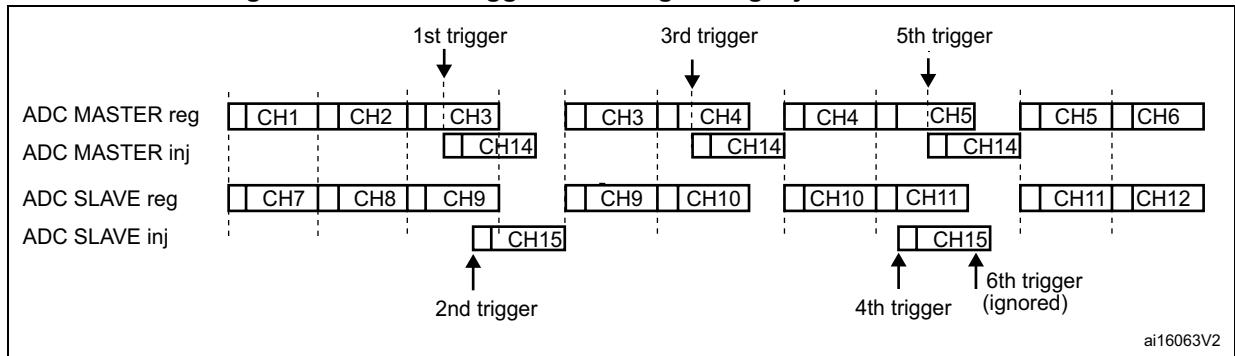 1st trigger 3rd trigger 5th trigger
ADC MASTER reg CH1 CH2 CH3 CH3 CH4 CH4 CH5 CH5 CH6
ADC MASTER inj CH14 CH14 CH14
ADC SLAVE reg CH7 CH8 CH9 CH9 CH10 CH10 CH11 CH11 CH12
ADC SLAVE inj CH15 CH15
2nd trigger 4th trigger 6th trigger
(ignored)
ai16063V2